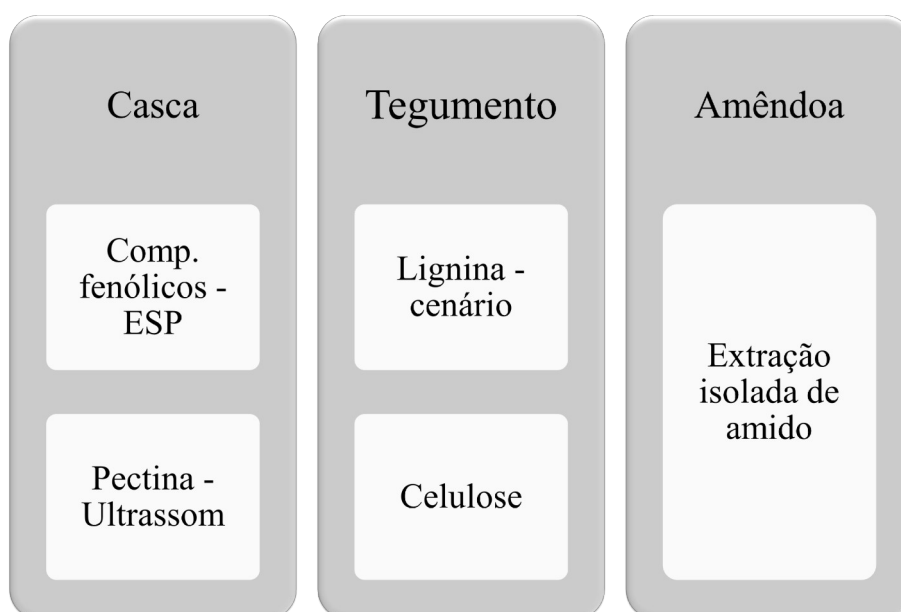 Casca
Comp.
fenólicos -
ESP
Pectina -
Ultrassom
Tegumento
Lignina -
cenário
Celulose
Amêndoa
Extração
isolada de
amido